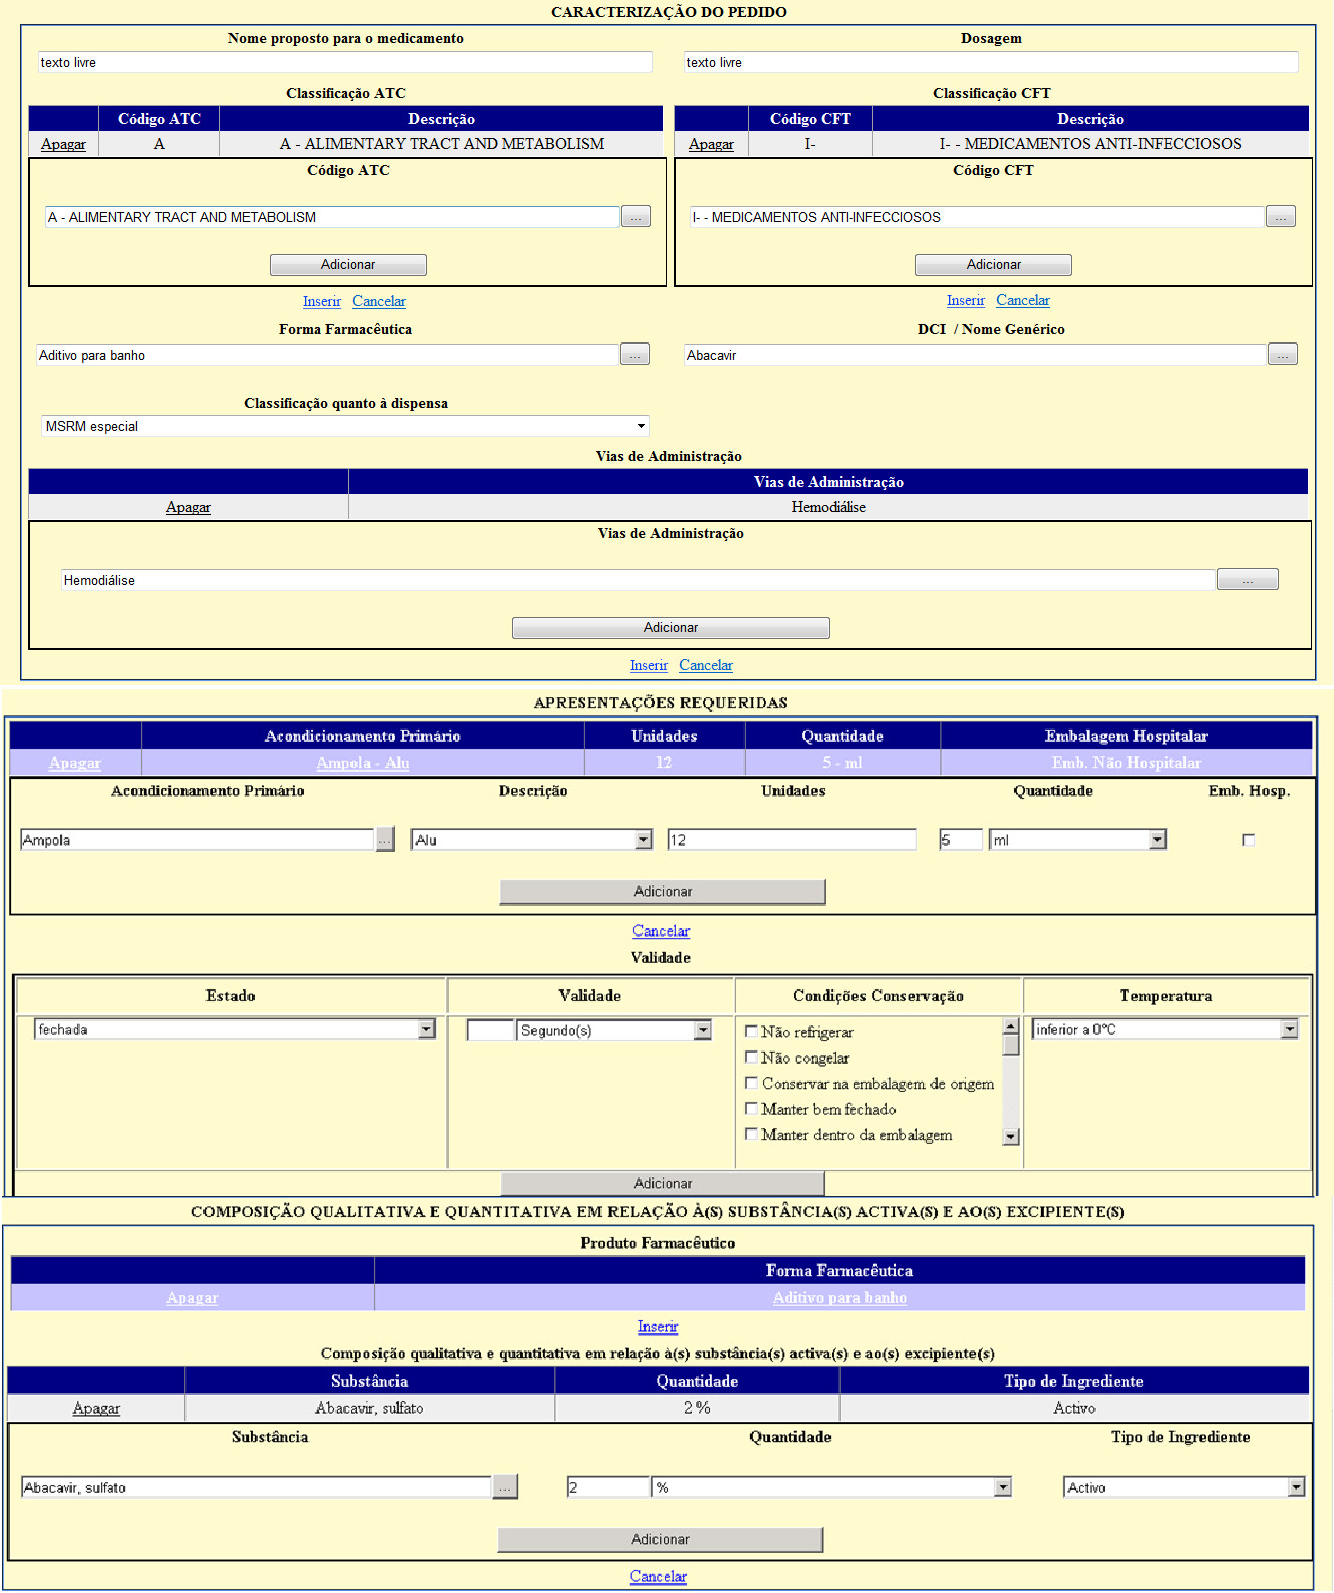 CARACTERIZAÇÃO DO PEDIDO
Nome proposto para o medicamento Dosagem
texto livre texto livre
Classificação ATC Classificação CFT
Código ATC Descrição Código CFT Descrição
Apagar A A - ALIMENTARY TRACT AND METABOLISM Apagar I- I- - MEDICAMENTOS ANTI-INFECCIOSOS
Código ATC Código CFT
A - ALIMENTARY TRACT AND METABOLISM ... I- - MEDICAMENTOS ANTI-INFECCIOSOS ...
Adicionar Adicionar
Inserir Cancelar Inserir Cancelar
Forma Farmacêutica DCI / Nome Genérico
Aditivo para banho ... Abacavir ...
Classificação quanto à dispensa
MSRM especial
Vias de Administração
Vias de Administração
Apagar Hemodiálise
Vias de Administração
Hemodiálise ...
Adicionar
Inserir Cancelar
APRESENTAÇÕES REQUERIDAS
Acondicionamento Primário Unidades Quantidade Embalagem Hospitalar
Apagar Ampola - Alu 12 5 - ml Emb. Não Hospitalar
Acondicionamento Primário Descrição Unidades Quantidade Emb. Hosp.
Ampola ... Alu 12 5 ml
Adicionar
Cancelar
Validade
Estado Validade Condições Conservação Temperatura
fechada Segundo(s) Não refrigerar inferior a 0ºC
Não congelar
Conservar na embalagem de origem
Manter bem fechado
Manter dentro da embalagem
Adicionar
COMPOSIÇÃO QUALITATIVA E QUANTITATIVA EM RELAÇÃO À(S) SUBSTÂNCIA(S) ACTIVA(S) E AO(S) EXCIPIENTE(S)
Produto Farmacêutico
Forma Farmacêutica
Apagar Aditivo para banho
Inserir
Composição qualitativa e quantitativa em relação à(s) substância(s) activa(s) e ao(s) excipiente(s)
Substância Quantidade Tipo de Ingrediente
Apagar Abacavir, sulfato 2 % Activo
Substância Quantidade Tipo de Ingrediente
Abacavir, sulfato ... 2 % Activo
Adicionar
Cancelar